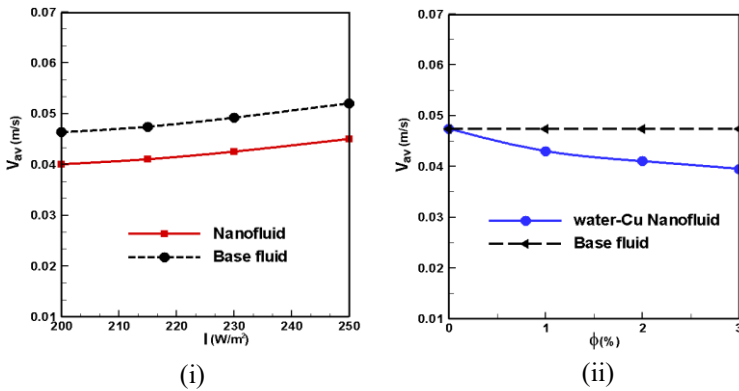 0.07
0.06
0.05
0.04
0.03
0.02
0.01
V_av (m/s)
Nanofluid
Base fluid
200 210 220 230 240 250
I (W/m²)
(i)
0.07
0.06
0.05
0.04
0.03
0.02
0.01
V_av (m/s)
water-Cu Nanofluid
Base fluid
0 1 2 3
ϕ(%)
(ii)